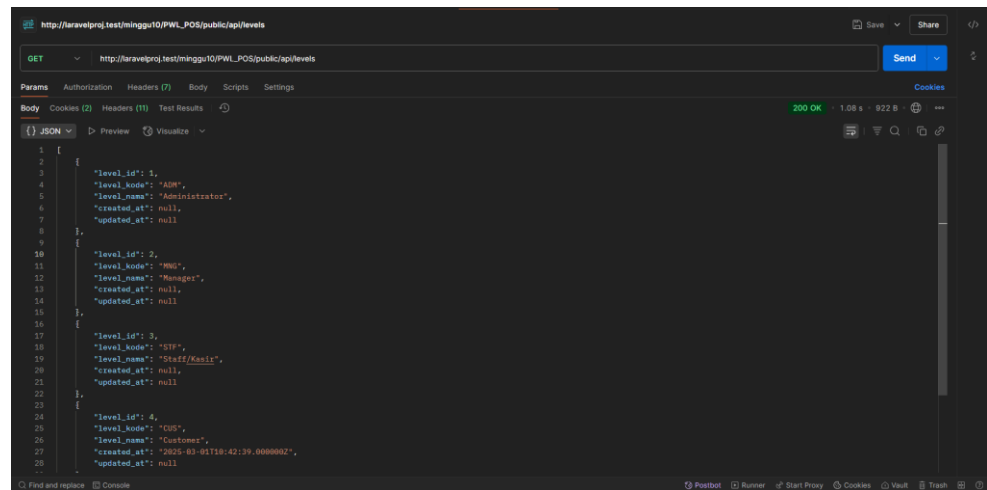 http://laravelproj.test/minggu10/PWL_POS/public/api/levels Save Share
GET http://laravelproj.test/minggu10/PWL_POS/public/api/levels Send
Params Authorization Headers (7) Body Scripts Settings Cookies
Body Cookies (2) Headers (11) Test Results 200 OK 1.08 s 922 B
{} JSON Preview Visualize
1 [
2 {
3 "level_id": 1,
4 "level_kode": "ADM",
5 "level_nama": "Administrator",
6 "created_at": null,
7 "updated_at": null
8 },
9 {
10 "level_id": 2,
11 "level_kode": "MNG",
12 "level_nama": "Manager",
13 "created_at": null,
14 "updated_at": null
15 },
16 {
17 "level_id": 3,
18 "level_kode": "STF",
19 "level_nama": "Staff/Kasir",
20 "created_at": null,
21 "updated_at": null
22 },
23 {
24 "level_id": 4,
25 "level_kode": "CUS",
26 "level_nama": "Customer",
27 "created_at": "2025-03-01T10:42:39.000000Z",
28 "updated_at": null
Find and replace Console Postbot Runner Start Proxy Cookies Vault Trash